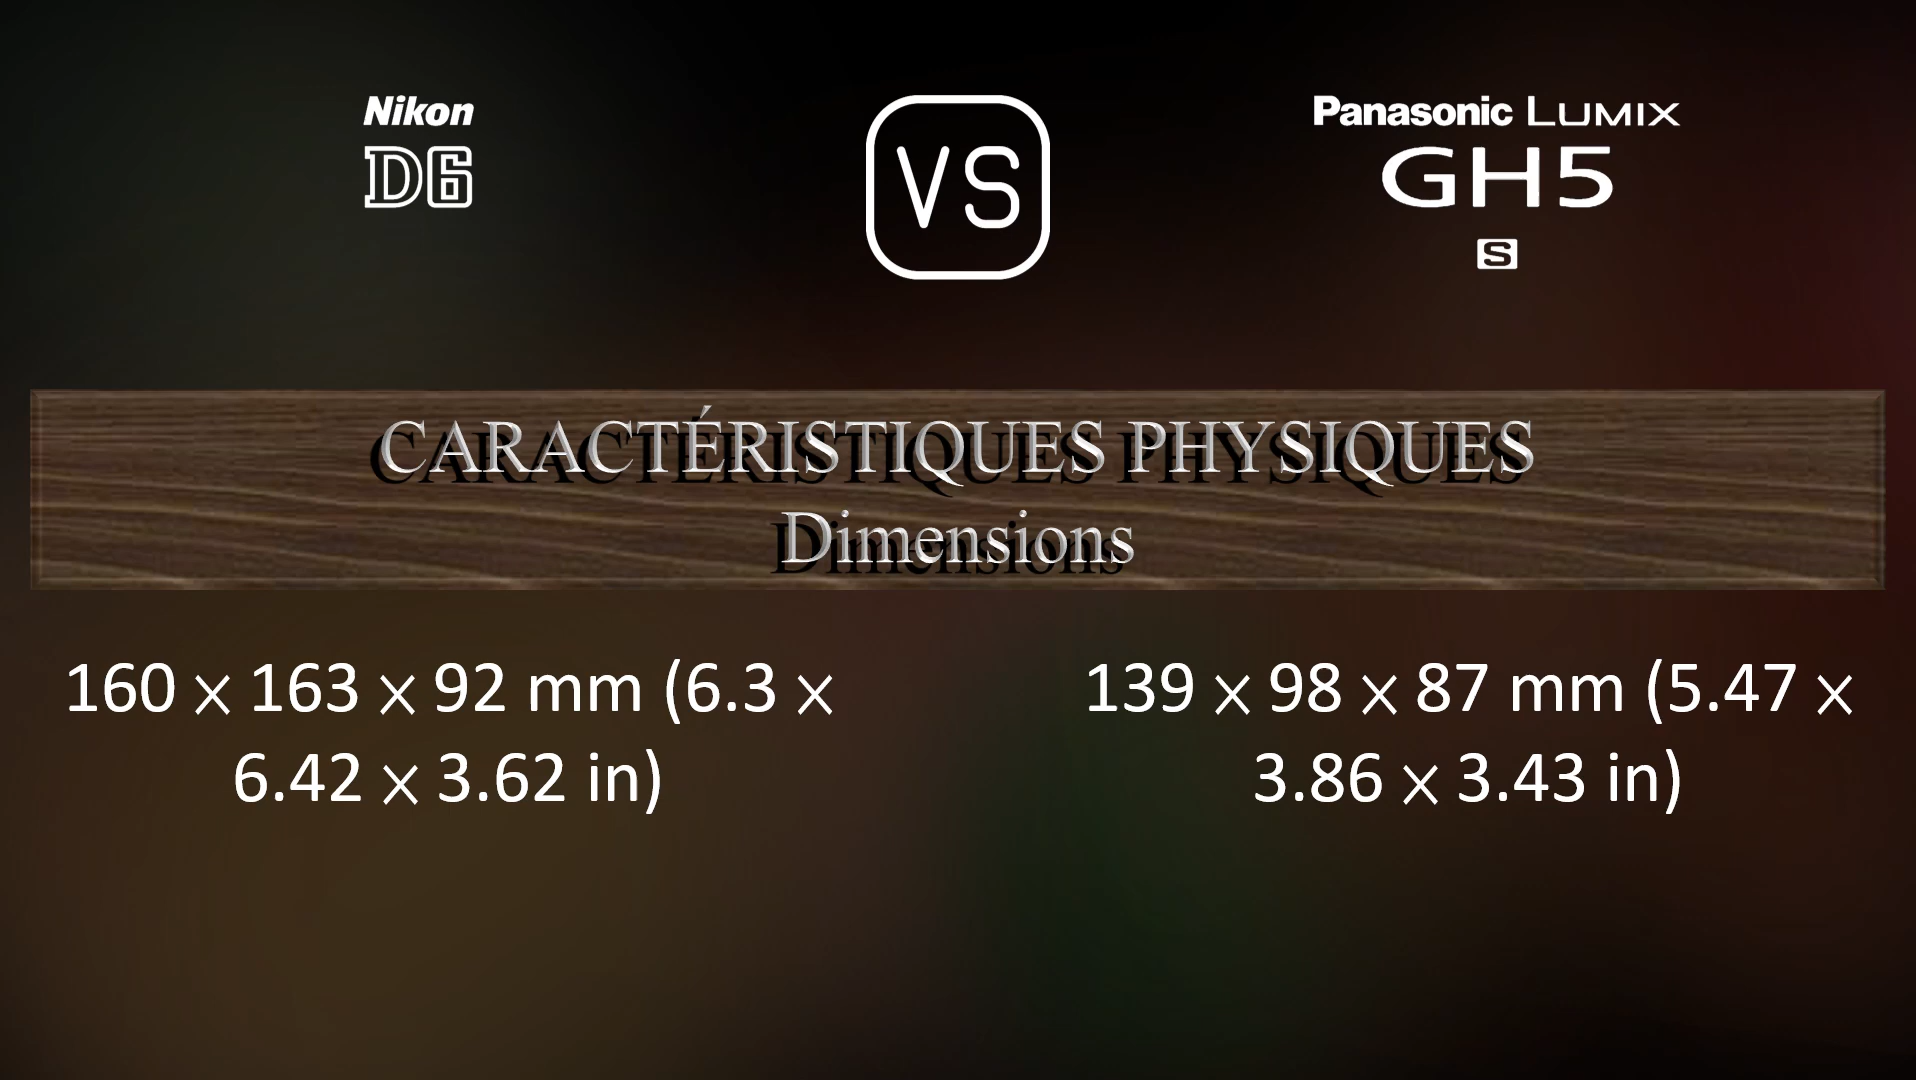 Nikon
D6
VS
Panasonic LUMIX
GH5
S
CARACTÉRISTIQUES PHYSIQUES
Dimensions
160 x 163 x 92 mm (6.3 x
6.42 x 3.62 in)
139 x 98 x 87 mm (5.47 x
3.86 x 3.43 in)